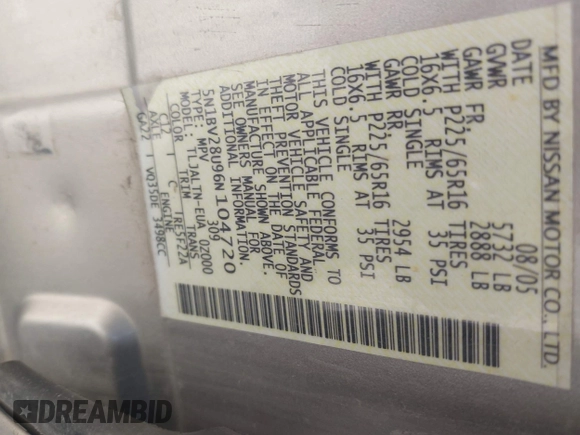 MFD BY NISSAN MOTOR CO., LTD.
DATE 08/05
GVWR 5732 LB
GAWR FR, 2888 LB
WITH P225/65R16 TIRES
16X6.5 RIMS AT 35 PSI
COLD SINGLE
GAWR RR, 2954 LB
WITH P225/65R16 TIRES
16X6.5 RIMS AT 35 PSI
COLD SINGLE
THIS VEHICLE CONFORMS TO
ALL APPLICABLE FEDERAL
MOTOR VEHICLE SAFETY AND
THEFT PREVENTION STANDARDS
IN EFFECT ON THE DATE OF
MANUFACTURE SHOWN ABOVE.
SEE OWNERS MANUAL FOR
ADDITIONAL INFORMATION
5N1BV28U96N104720
TYPE: MPV 309
TLJALTN-EUA 02000
COLOR TRIM TRANS
C TRE5F22A
ENGINE
VQ35DE 3498CC
DREAMBID